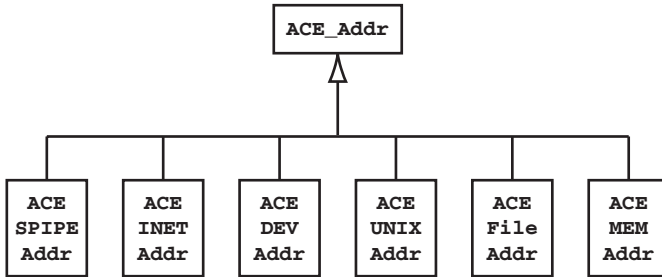 ACE_Addr
ACE
SPIPE
Addr
ACE
INET
Addr
ACE
DEV
Addr
ACE
UNIX
Addr
ACE
File
Addr
ACE
MEM
Addr